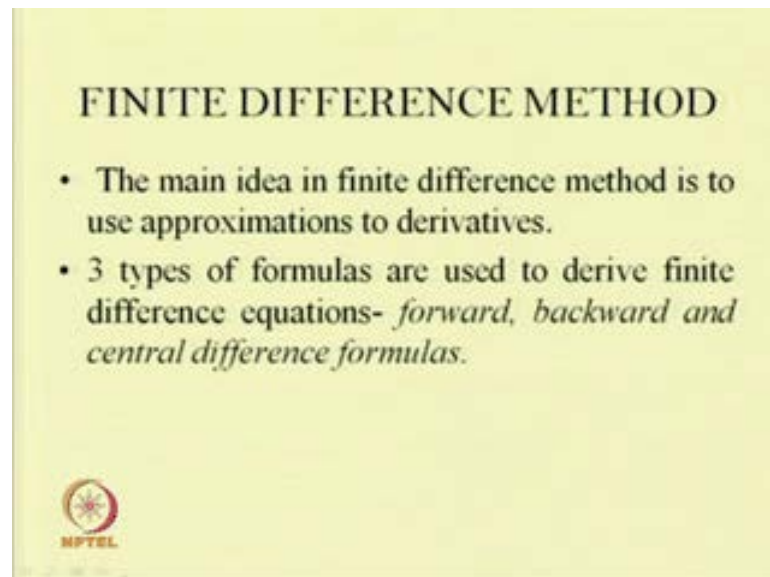 FINITE DIFFERENCE METHOD
• The main idea in finite difference method is to
use approximations to derivatives.
• 3 types of formulas are used to derive finite
difference equations- forward, backward and
central difference formulas.
NPTEL